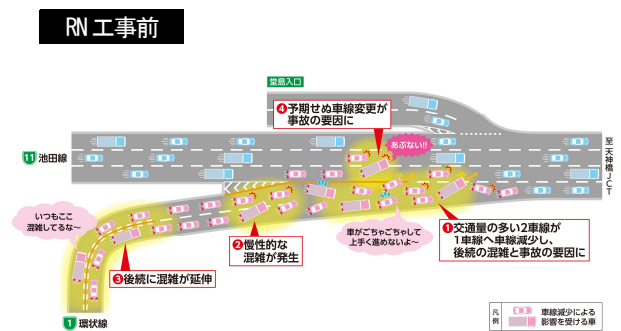 RN工事前
堂島入口
❹予期せぬ車線変更が
事故の要因に
あぶない!!
至 天神橋JCT
11 池田線
いつもここ
混雑してるな~
❷慢性的な
混雑が発生
車がごちゃごちゃして
上手く進めないよ~
❶交通量の多い2車線が
1車線へ車線減少し、
後続の混雑と事故の要因に
❸後続に混雑が延伸
1 環状線
凡例
車線減少による
影響を受ける車